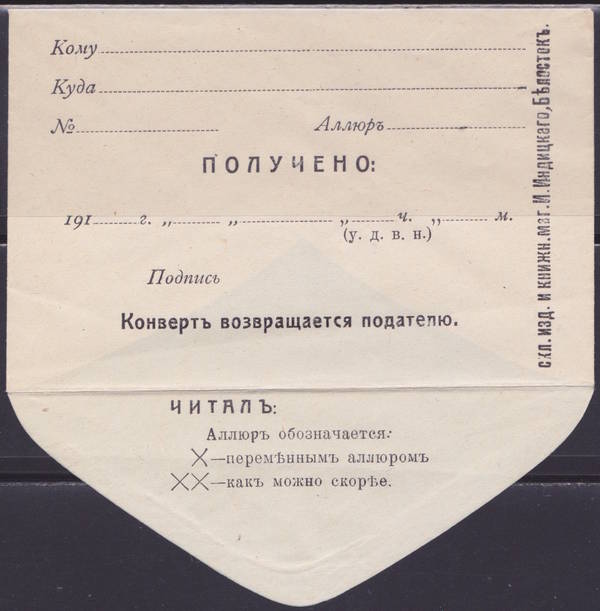 Кому
Куда
№ Аллюръ
ПОЛУЧЕНО:
191 г. „ „ „ ч. „ м.
(у. д. в. н.)
Подпись
Конвертъ возвращается подателю.
ЧИТАЛЪ:
Аллюръ обозначается:
X—перемѣннымъ аллюромъ
XX—какъ можно скорѣе.
СКЛ. ИЗД. И КНИЖН. МАГ. И. ИНДИЦКАГО, БѢЛОСТОКЪ.